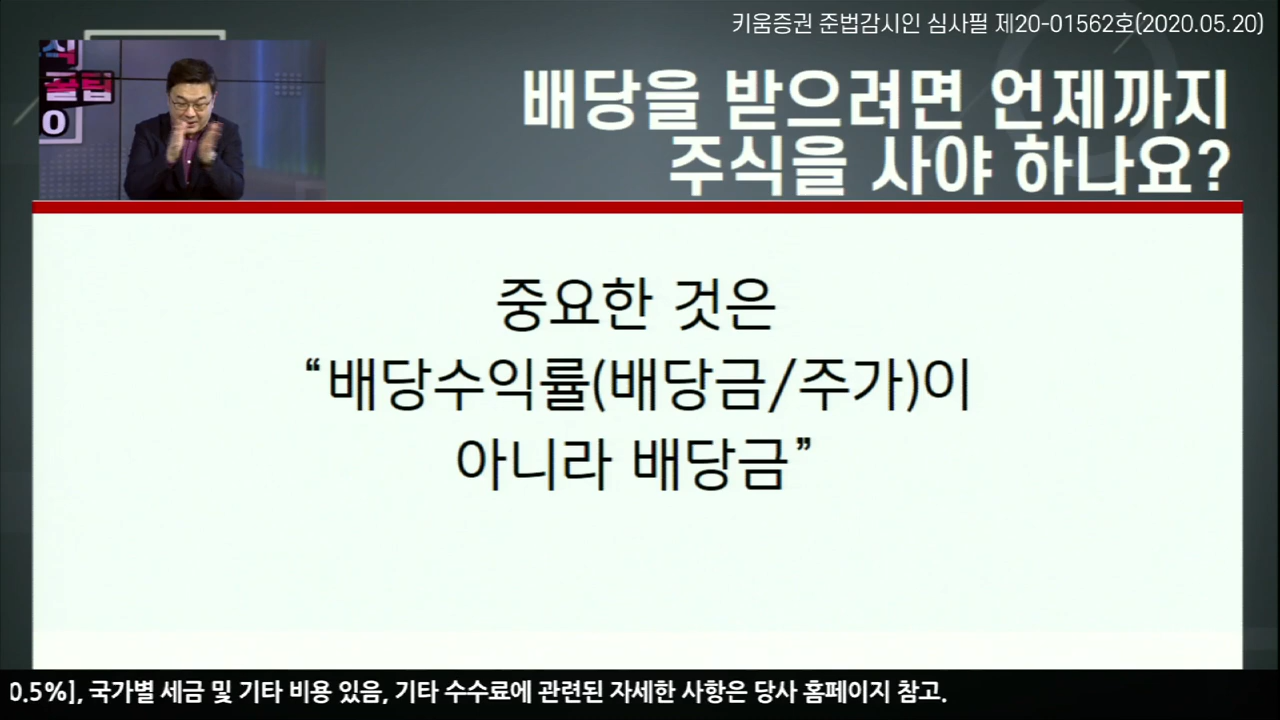 키움증권 준법감시인 심사필 제20-01562호(2020.05.20)
식
꿀팁
0
배당을 받으려면 언제까지
주식을 사야 하나요?
중요한 것은
“배당수익률(배당금/주가)이
아니라 배당금”
0.5%], 국가별 세금 및 기타 비용 있음, 기타 수수료에 관련된 자세한 사항은 당사 홈페이지 참고.